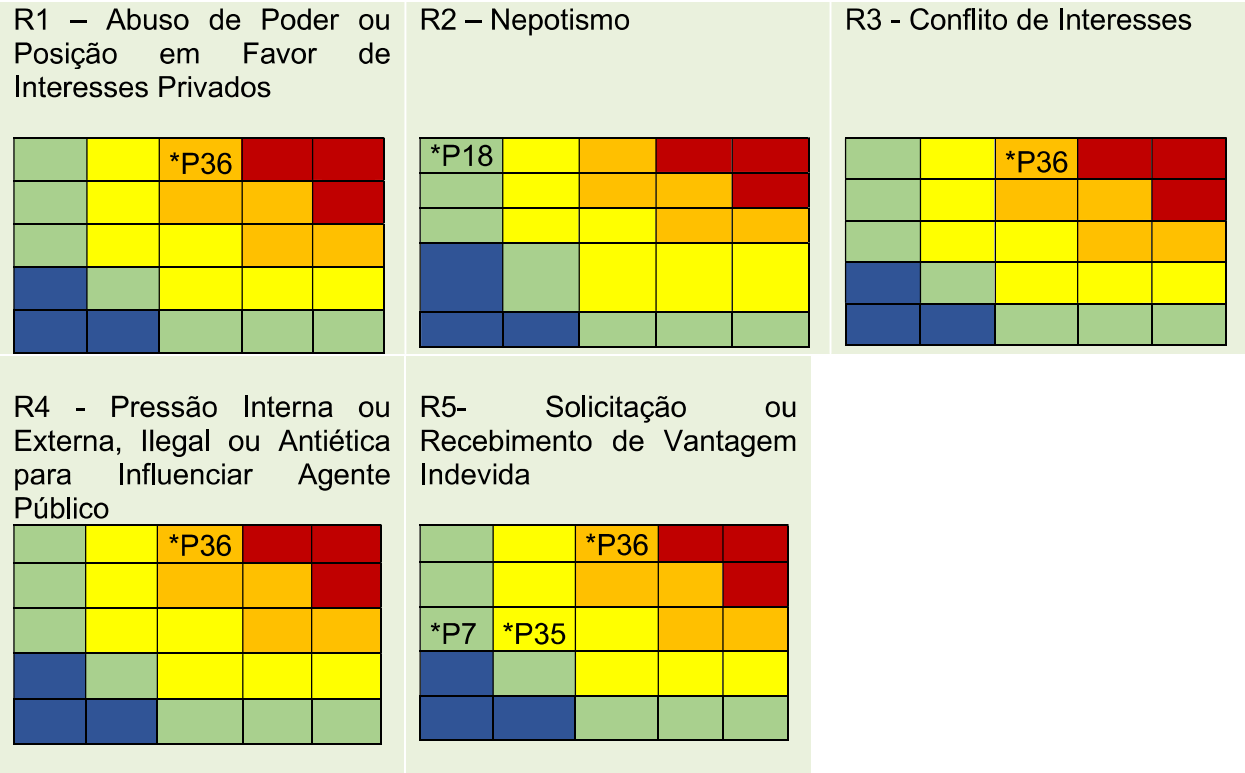 R1 – Abuso de Poder ou
Posição em Favor de
Interesses Privados
*P36
R2 – Nepotismo
*P18
R3 - Conflito de Interesses
*P36
R4 - Pressão Interna ou
Externa, Ilegal ou Antiética
para Influenciar Agente
Público
*P36
R5- Solicitação ou
Recebimento de Vantagem
Indevida
*P36
*P7 *P35